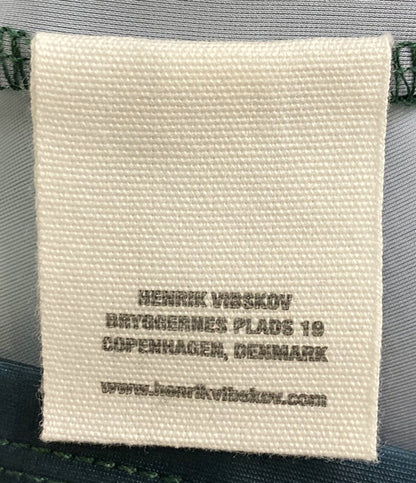 HENRIK VIBSKOV
BRYGGERNES PLADS 19
COPENHAGEN, DENMARK
www.henrikvibskov.com